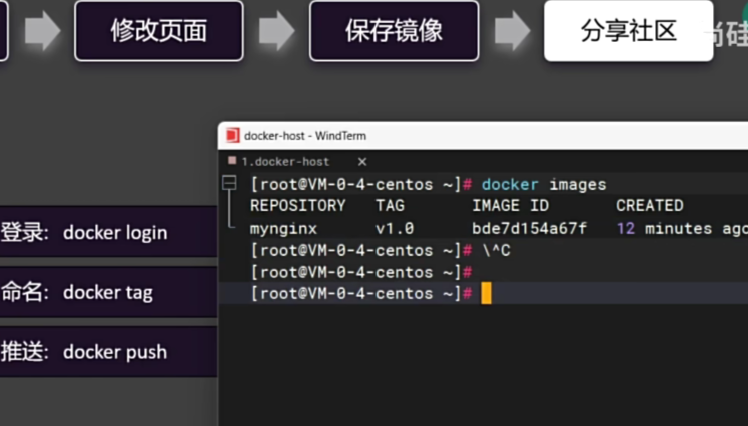 修改页面
保存镜像
分享社区
尚硅
docker-host - WindTerm
1.docker-host
[root@VM-0-4-centos ~]# docker images
REPOSITORY TAG IMAGE ID CREATED
mynginx v1.0 bde7d154a67f 12 minutes ago
[root@VM-0-4-centos ~]# \^C
[root@VM-0-4-centos ~]#
[root@VM-0-4-centos ~]#
登录: docker login
命名: docker tag
推送: docker push